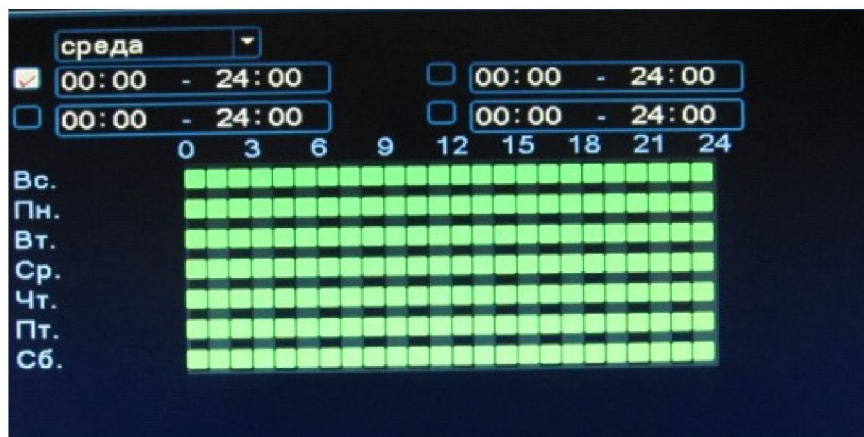 среда
00:00 - 24:00 00:00 - 24:00
00:00 - 24:00 00:00 - 24:00
0 3 6 9 12 15 18 21 24
Вс.
Пн.
Вт.
Ср.
Чт.
Пт.
Сб.